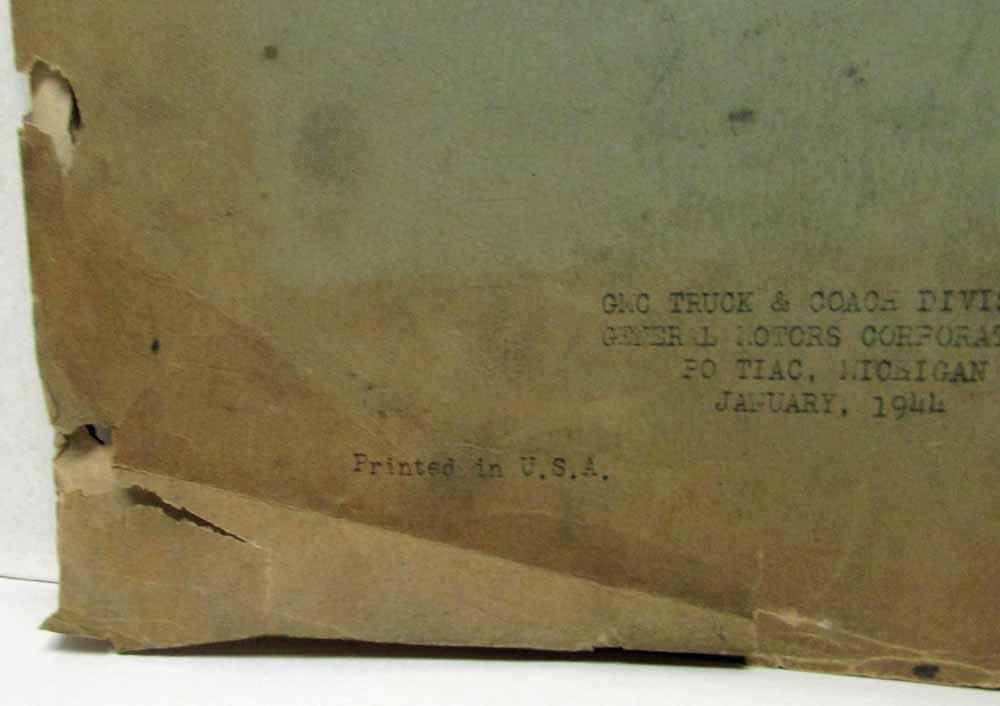 GMC TRUCK & COACH DIVIS
GENERAL MOTORS CORPORAT
PONTIAC, MICHIGAN
JANUARY, 1944
Printed in U.S.A.